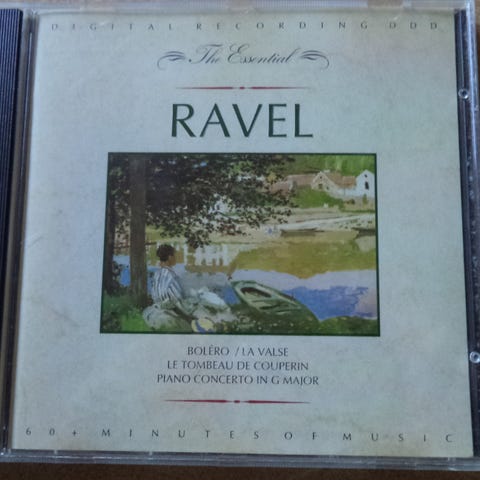 DIGITAL RECORDING DDD
The Essential
RAVEL
BOLÉRO / LA VALSE
LE TOMBEAU DE COUPERIN
PIANO CONCERTO IN G MAJOR
60+ MINUTES OF MUSIC